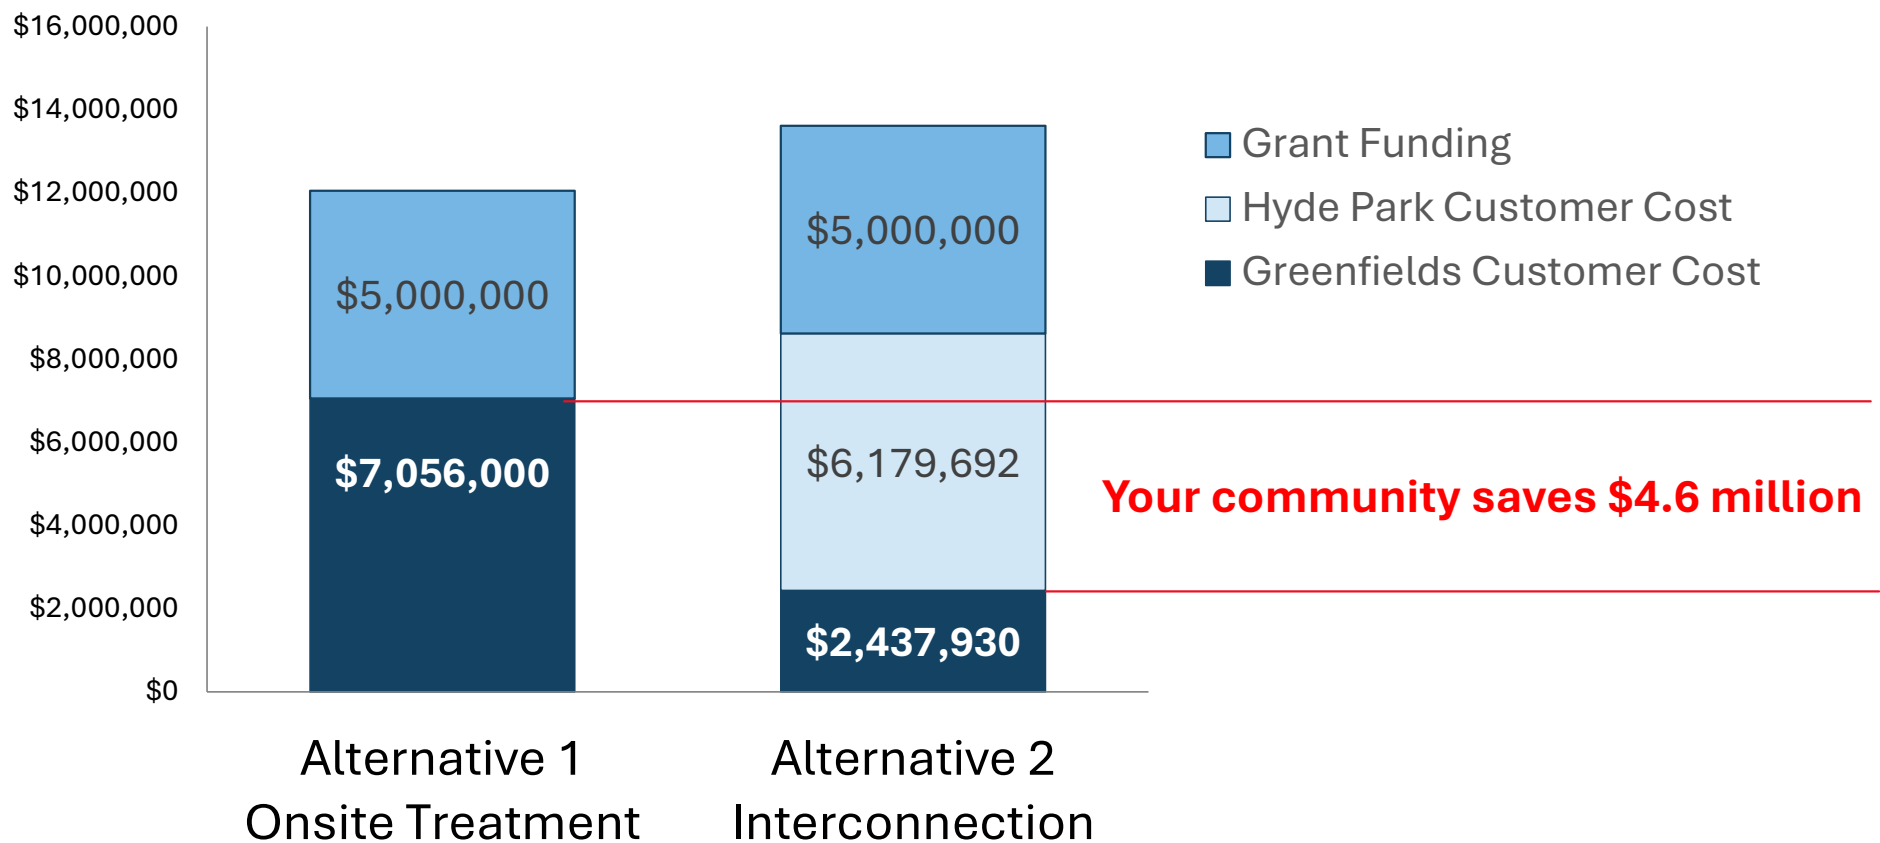 $16,000,000
$14,000,000
$12,000,000
$10,000,000
$8,000,000
$6,000,000
$4,000,000
$2,000,000
$0
$5,000,000
$7,056,000
$5,000,000
$6,179,692
$2,437,930
Alternative 1
Onsite Treatment
Alternative 2
Interconnection
Grant Funding
Hyde Park Customer Cost
Greenfields Customer Cost
Your community saves $4.6 million